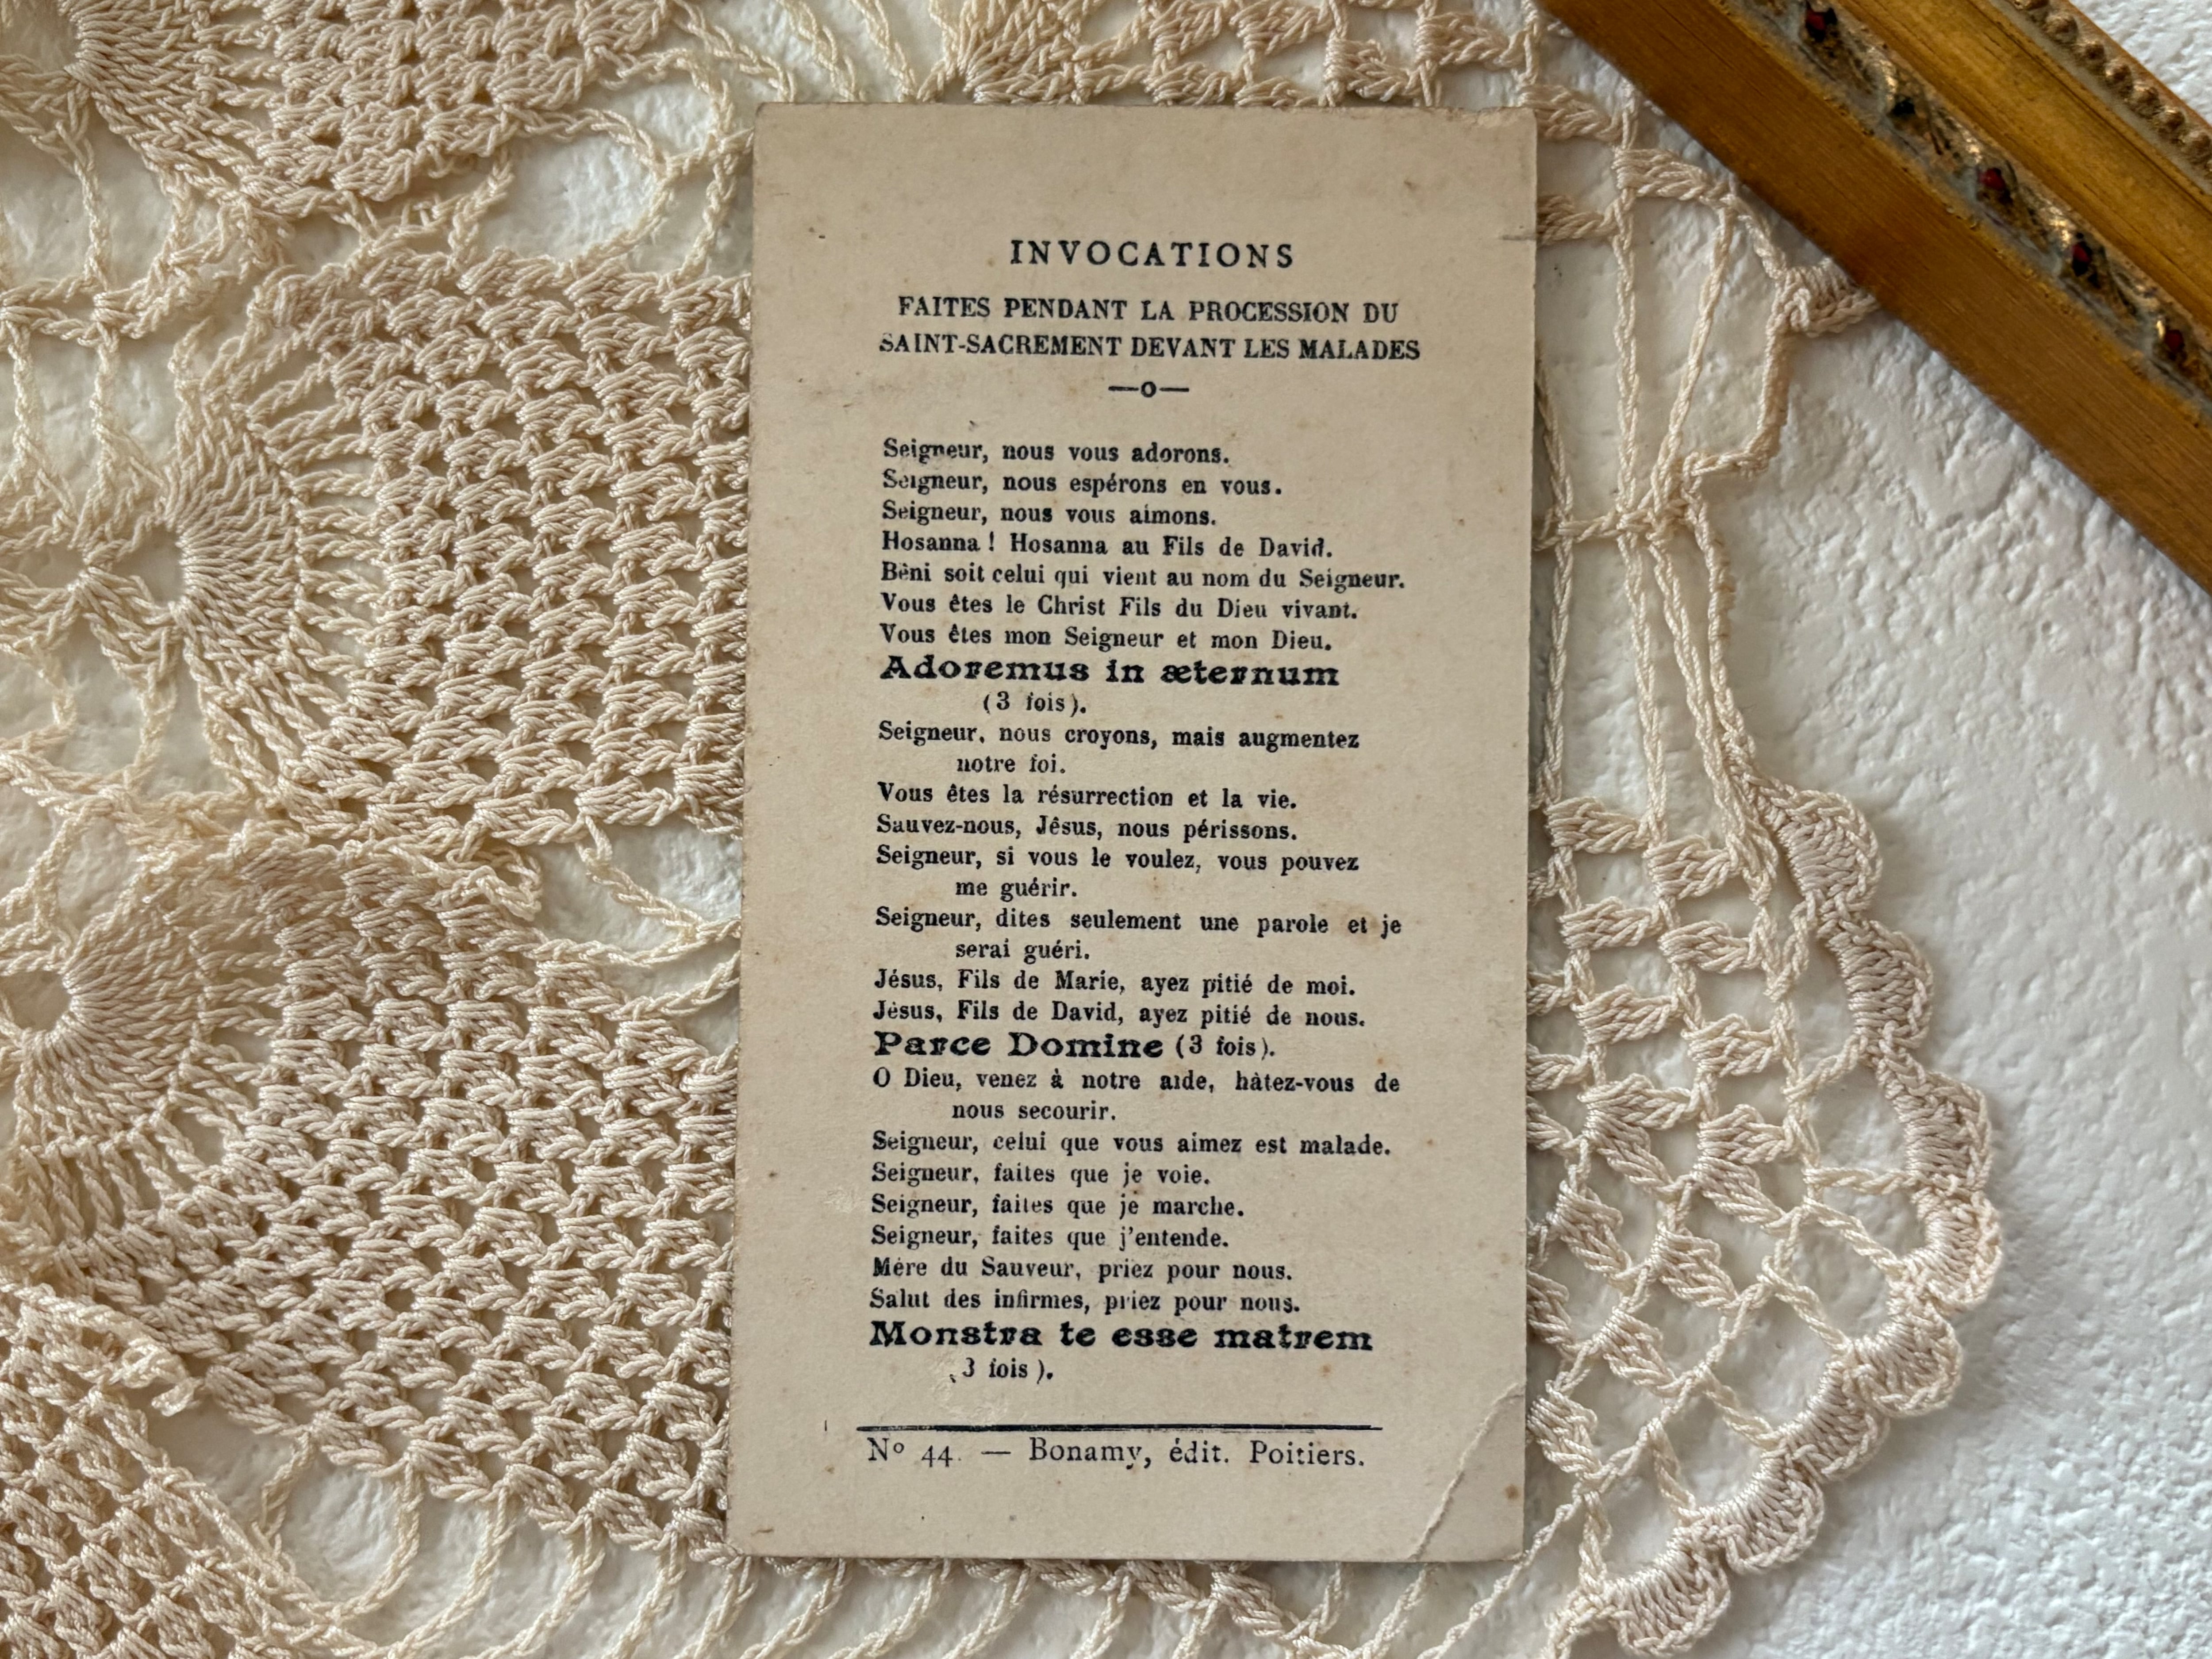 INVOCATIONS
FAITES PENDANT LA PROCESSION DU
SAINT-SACREMENT DEVANT LES MALADES
—o—
Seigneur, nous vous adorons.
Seigneur, nous espérons en vous.
Seigneur, nous vous aimons.
Hosanna ! Hosanna au Fils de David.
Béni soit celui qui vient au nom du Seigneur.
Vous êtes le Christ Fils du Dieu vivant.
Vous êtes mon Seigneur et mon Dieu.
Adoremus in æternum
(3 fois).
Seigneur, nous croyons, mais augmentez
notre foi.
Vous êtes la résurrection et la vie.
Sauvez-nous, Jésus, nous périssons.
Seigneur, si vous le voulez, vous pouvez
me guérir.
Seigneur, dites seulement une parole et je
serai guéri.
Jésus, Fils de Marie, ayez pitié de moi.
Jésus, Fils de David, ayez pitié de nous.
Parce Domine (3 fois).
O Dieu, venez à notre aide, hâtez-vous de
nous secourir.
Seigneur, celui que vous aimez est malade.
Seigneur, faites que je voie.
Seigneur, faites que je marche.
Seigneur, faites que j'entende.
Mère du Sauveur, priez pour nous.
Salut des infirmes, priez pour nous.
Monstra te esse matrem
(3 fois).
Nº 44. — Bonamy, édit. Poitiers.